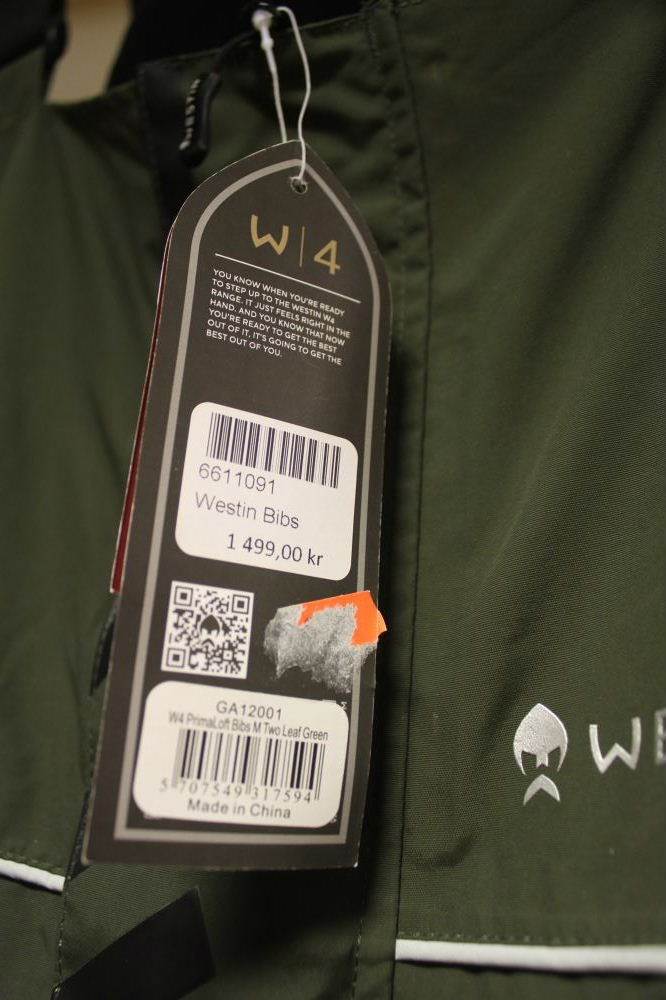 WESTIN
W|4
YOU KNOW WHEN YOU'RE READY
TO STEP UP TO THE WESTIN W4
RANGE. IT JUST FEELS RIGHT IN THE
HAND. AND YOU KNOW THAT NOW
YOU'RE READY TO GET THE BEST
OUT OF IT, IT'S GOING TO GET THE
BEST OUT OF YOU.
6611091
Westin Bibs
1 499,00 kr
GA12001
W4 PrimaLoft Bibs M Two Leaf Green
5 707549 317594
Made in China
WE